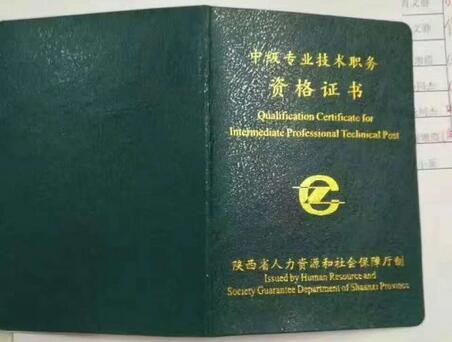 中级专业技术职务
资格证书
Qualification Certificate for
Intermediate Professional Technical Post
陕西省人力资源和社会保障厅制
Issued by Human Resource and
Society Guarantee Department of Shaanxi Province